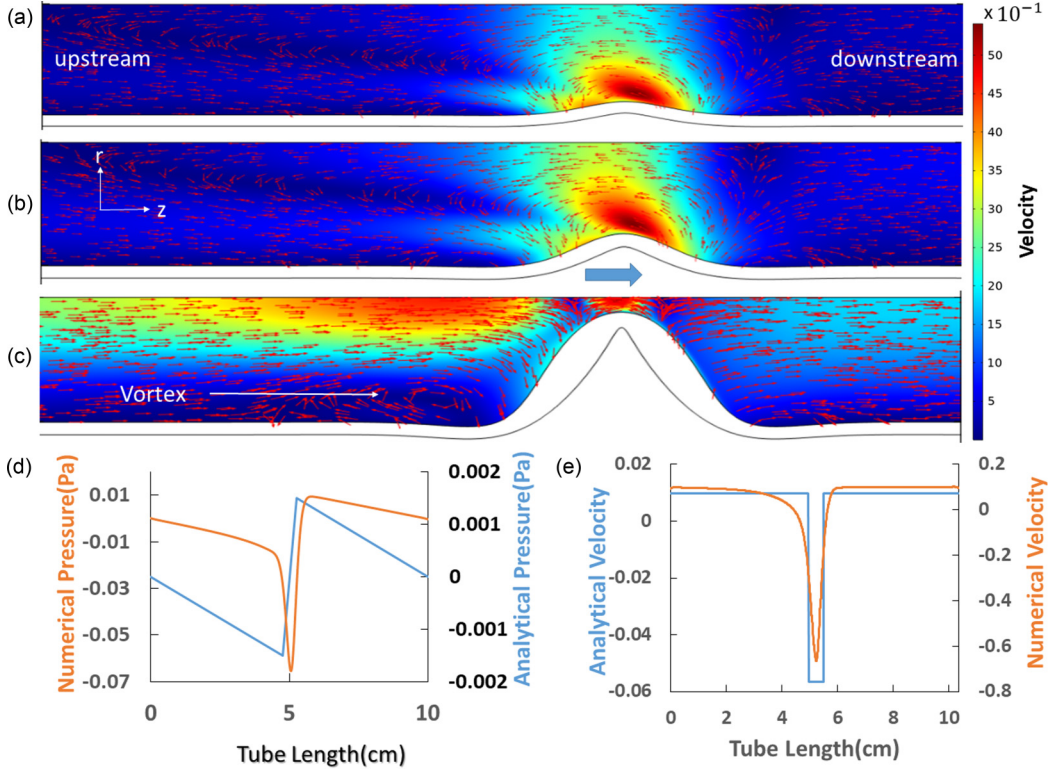 (a)
x 10⁻¹
upstream
downstream
50
45
40
35
30
25
20
15
10
5
Velocity
(b)
r
z
(c)
Vortex
(d)
0.01
-0.01
-0.03
-0.05
-0.07
Numerical Pressure(Pa)
0.002
0.001
0
-0.001
-0.002
Analytical Pressure(Pa)
0
5
10
Tube Length(cm)
(e)
0.02
0
-0.02
-0.04
-0.06
Analytical Velocity
0.2
0
-0.2
-0.4
-0.6
-0.8
Numerical Velocity
0
2
4
6
8
10
Tube Length(cm)